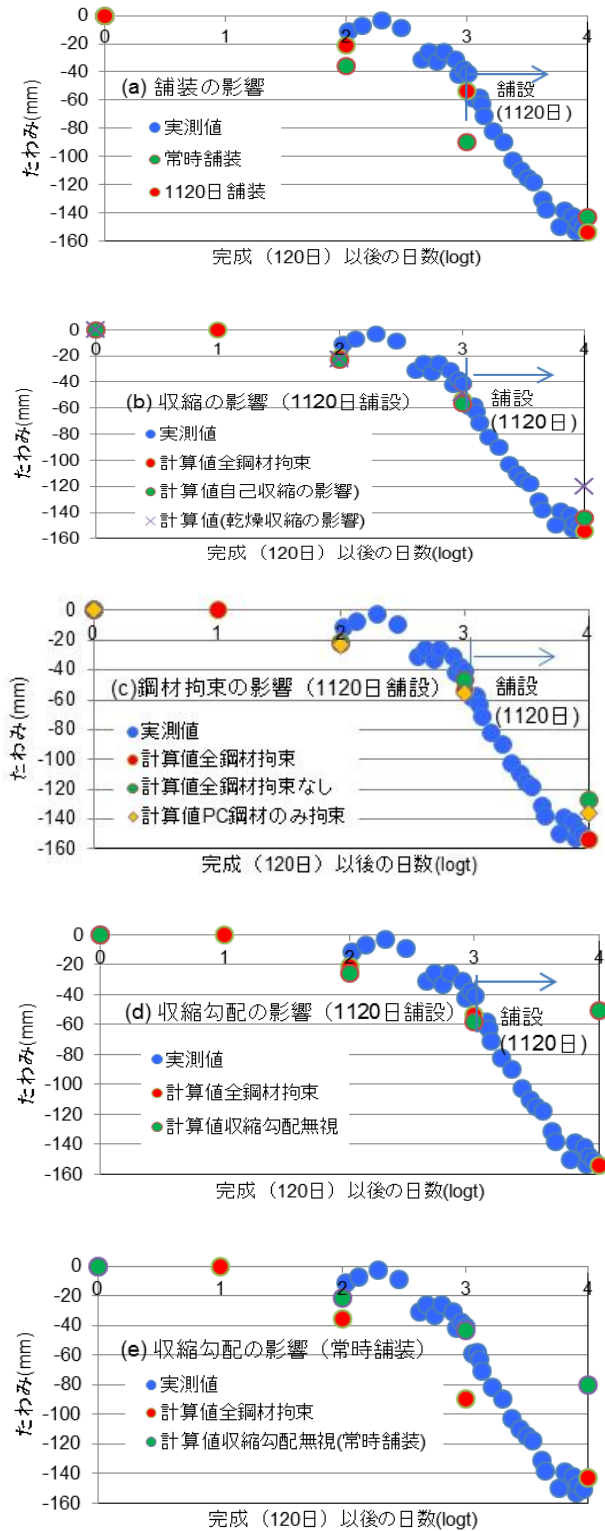 0
-20
-40
-60
-80
-100
-120
-140
-160
0 1 2 3 4
たわみ(mm)
(a) 舗装の影響
実測値
常時舗装
1120日舗装
舗設
(1120日)
完成（120日）以後の日数(logt)
0
-20
-40
-60
-80
-100
-120
-140
-160
0 1 2 3 4
たわみ(mm)
(b) 収縮の影響（1120日舗設）
実測値
計算値全鋼材拘束
計算値自己収縮の影響)
計算値(乾燥収縮の影響)
舗設
(1120日)
完成（120日）以後の日数(logt)
0
-20
-40
-60
-80
-100
-120
-140
-160
0 1 2 3 4
たわみ(mm)
(c)鋼材拘束の影響（1120日舗設）
実測値
計算値全鋼材拘束
計算値全鋼材拘束なし
計算値PC鋼材のみ拘束
舗設
(1120日)
完成（120日）以後の日数(logt)
0
-20
-40
-60
-80
-100
-120
-140
-160
0 1 2 3 4
たわみ(mm)
(d) 収縮勾配の影響（1120日舗設）
実測値
計算値全鋼材拘束
計算値収縮勾配無視
舗設
(1120日)
完成（120日）以後の日数(logt)
0
-20
-40
-60
-80
-100
-120
-140
-160
0 1 2 3 4
たわみ(mm)
(e) 収縮勾配の影響（常時舗装）
実測値
計算値全鋼材拘束
計算値収縮勾配無視(常時舗装)
完成（120日）以後の日数(logt)